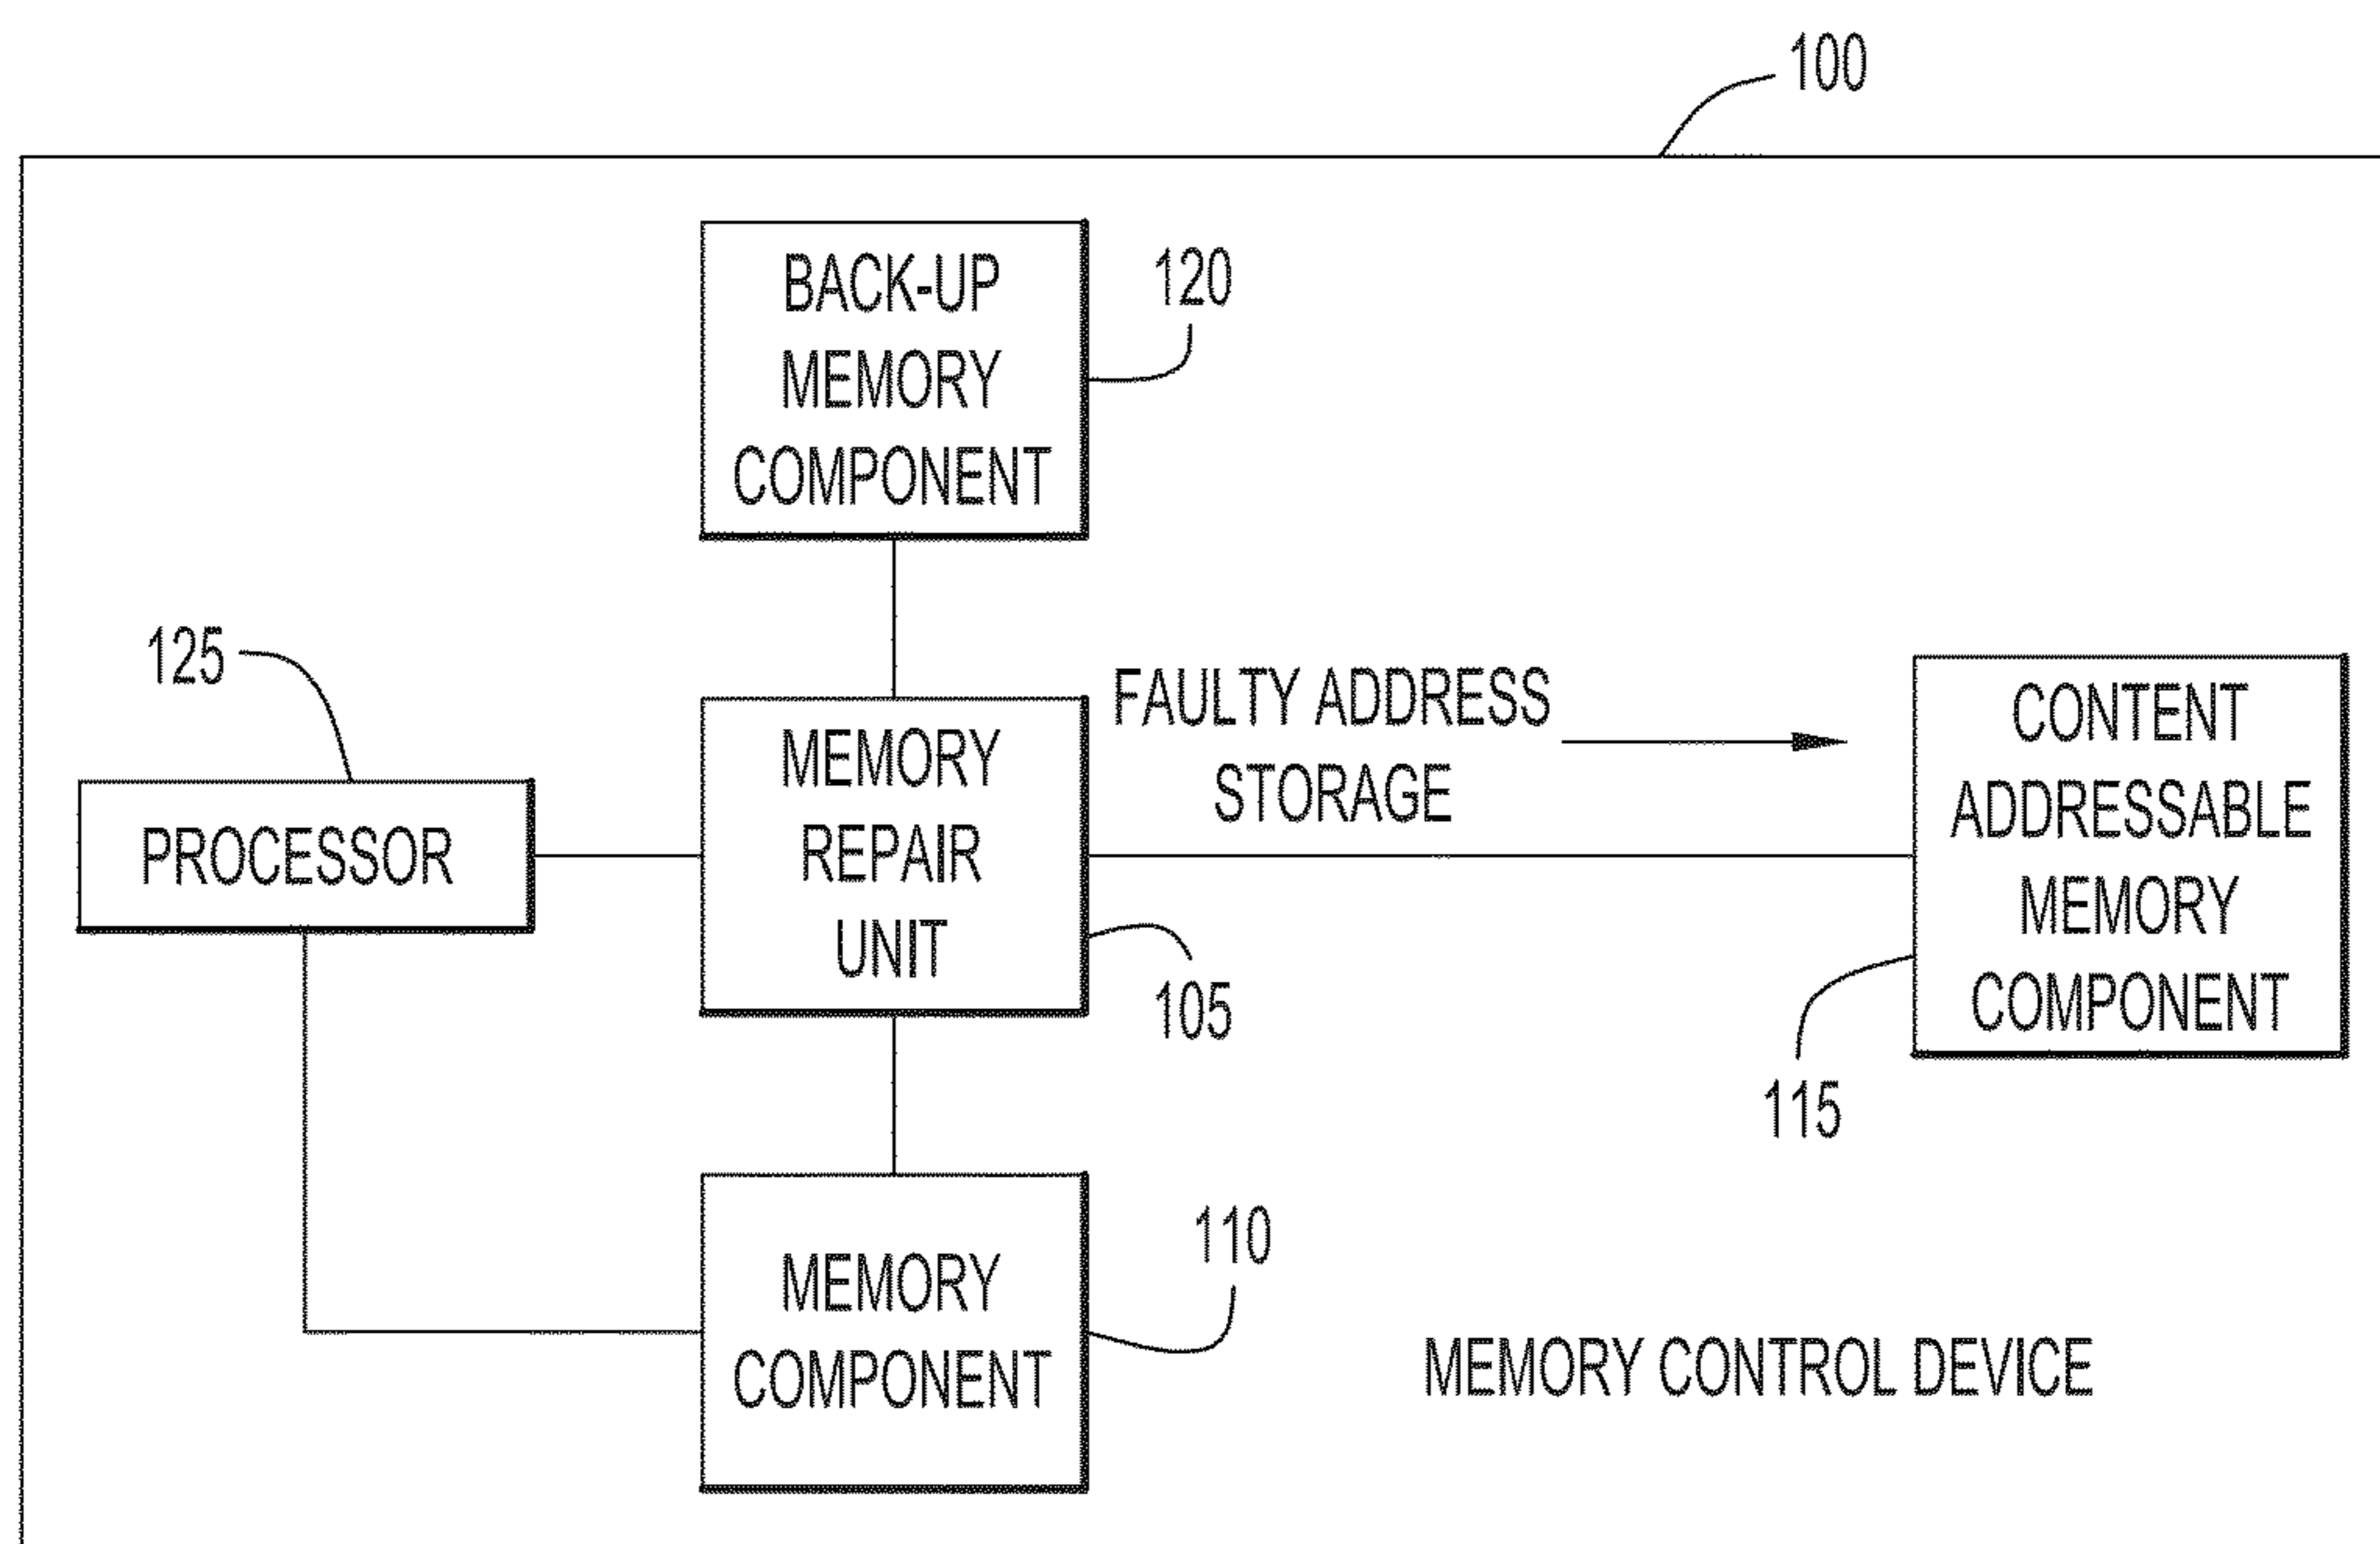 100
BACK-UP
MEMORY
COMPONENT
120
125
PROCESSOR
MEMORY
REPAIR
UNIT
105
FAULTY ADDRESS
STORAGE
CONTENT
ADDRESSABLE
MEMORY
COMPONENT
115
MEMORY
COMPONENT
110
MEMORY CONTROL DEVICE